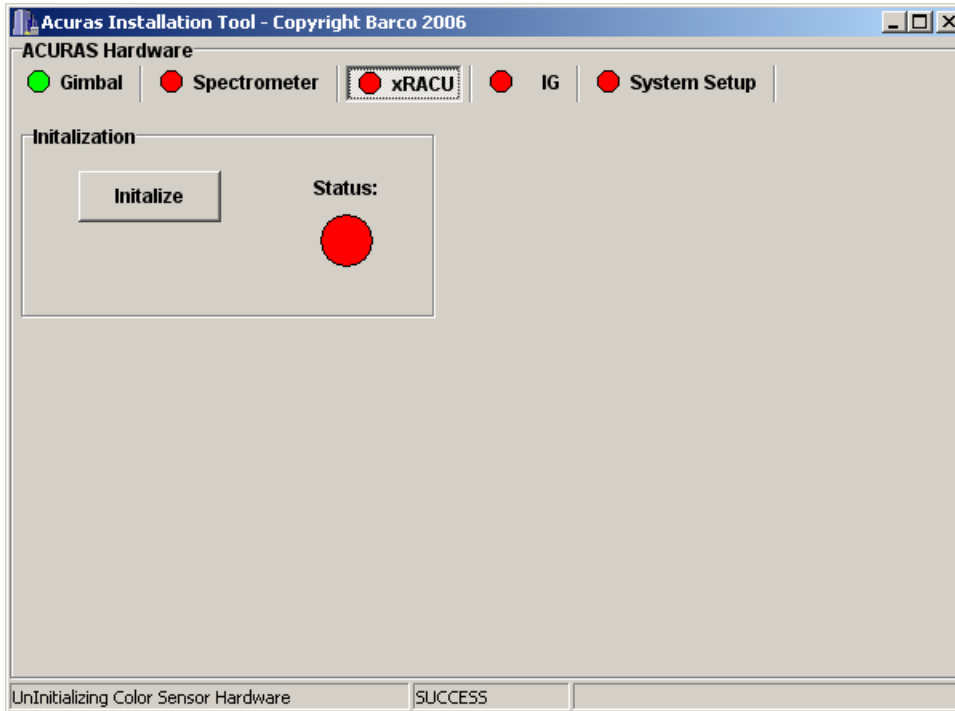 Acuras Installation Tool - Copyright Barco 2006
ACURAS Hardware
Gimbal Spectrometer xRACU IG System Setup
Initalization
Initalize Status:
UnInitializing Color Sensor Hardware SUCCESS